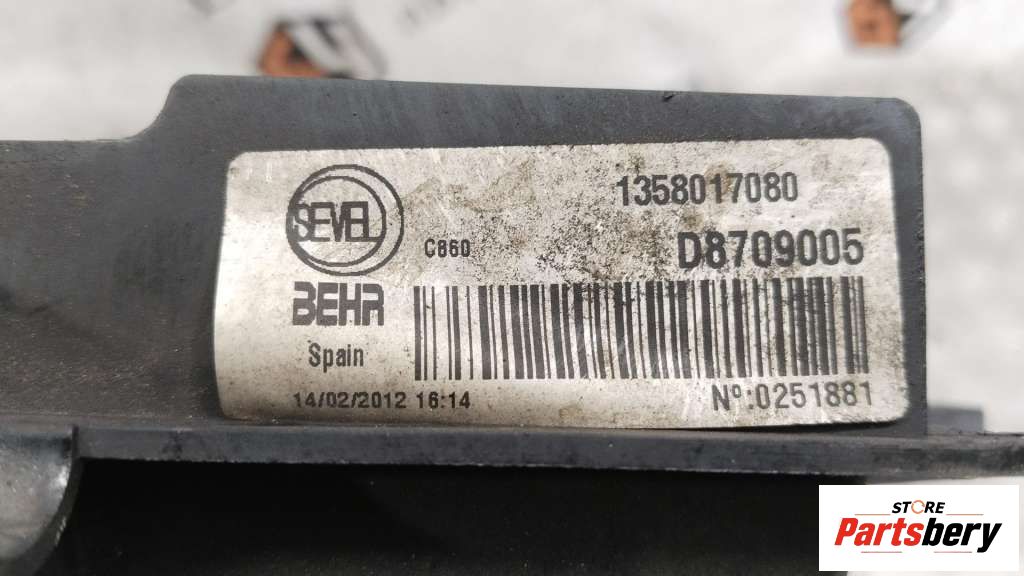 SEVEL
C860
1358017080
D8709005
BEHR
Spain
14/02/2012 16:14
Nº:0251881
STORE
Partsbery